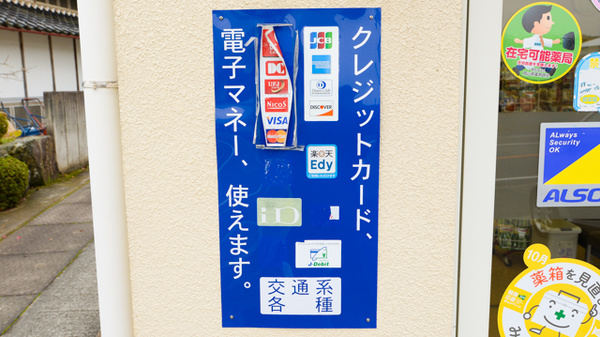 クレジットカード、
電子マネー、使えます。
JCB
DISCOVER
UFJ
NICOS
VISA
MasterCard
楽天
Edy
iD
J-Debit
交通系
各種
在宅可能薬局
ALways
Security
OK
ALSO
10月
薬箱を見直